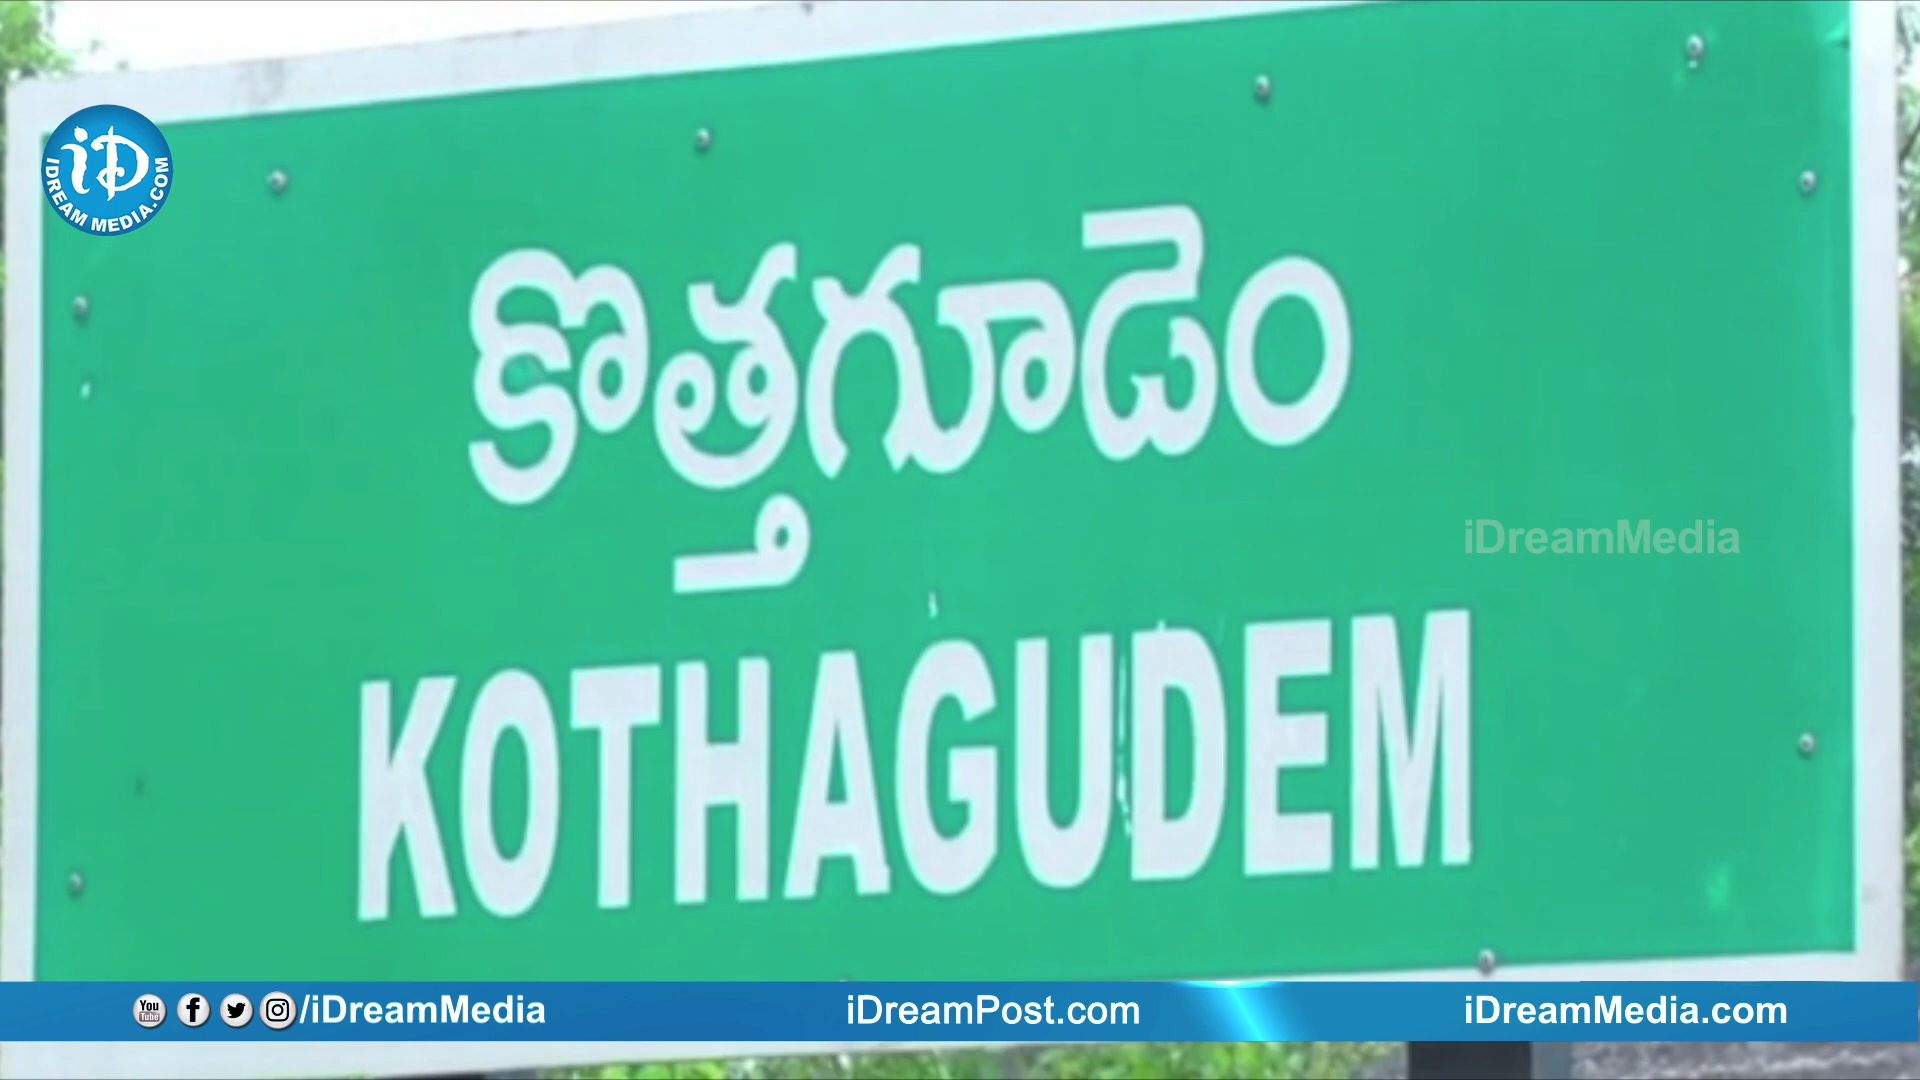 iD
IDREAM MEDIA.COM
కొత్తగూడెం
iDreamMedia
KOTHAGUDEM
You Tube f /iDreamMedia
iDreamPost.com
iDreamMedia.com